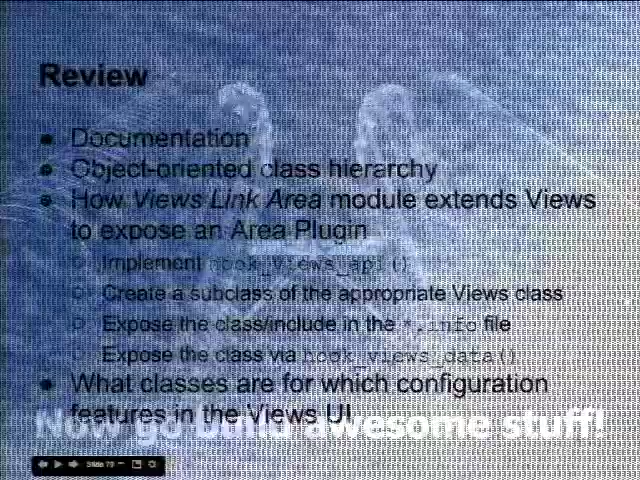 Review
Documentation
Object-oriented class hierarchy
How Views Link Area module extends Views
to expose an Area Plugin
Implement hook_views_api()
Create a subclass of the appropriate Views class
Expose the class/include in the *.info file
Expose the class via hook_views_data()
What classes are for which configuration
features in the Views UI
Now go build awesome stuff!
Slide 79